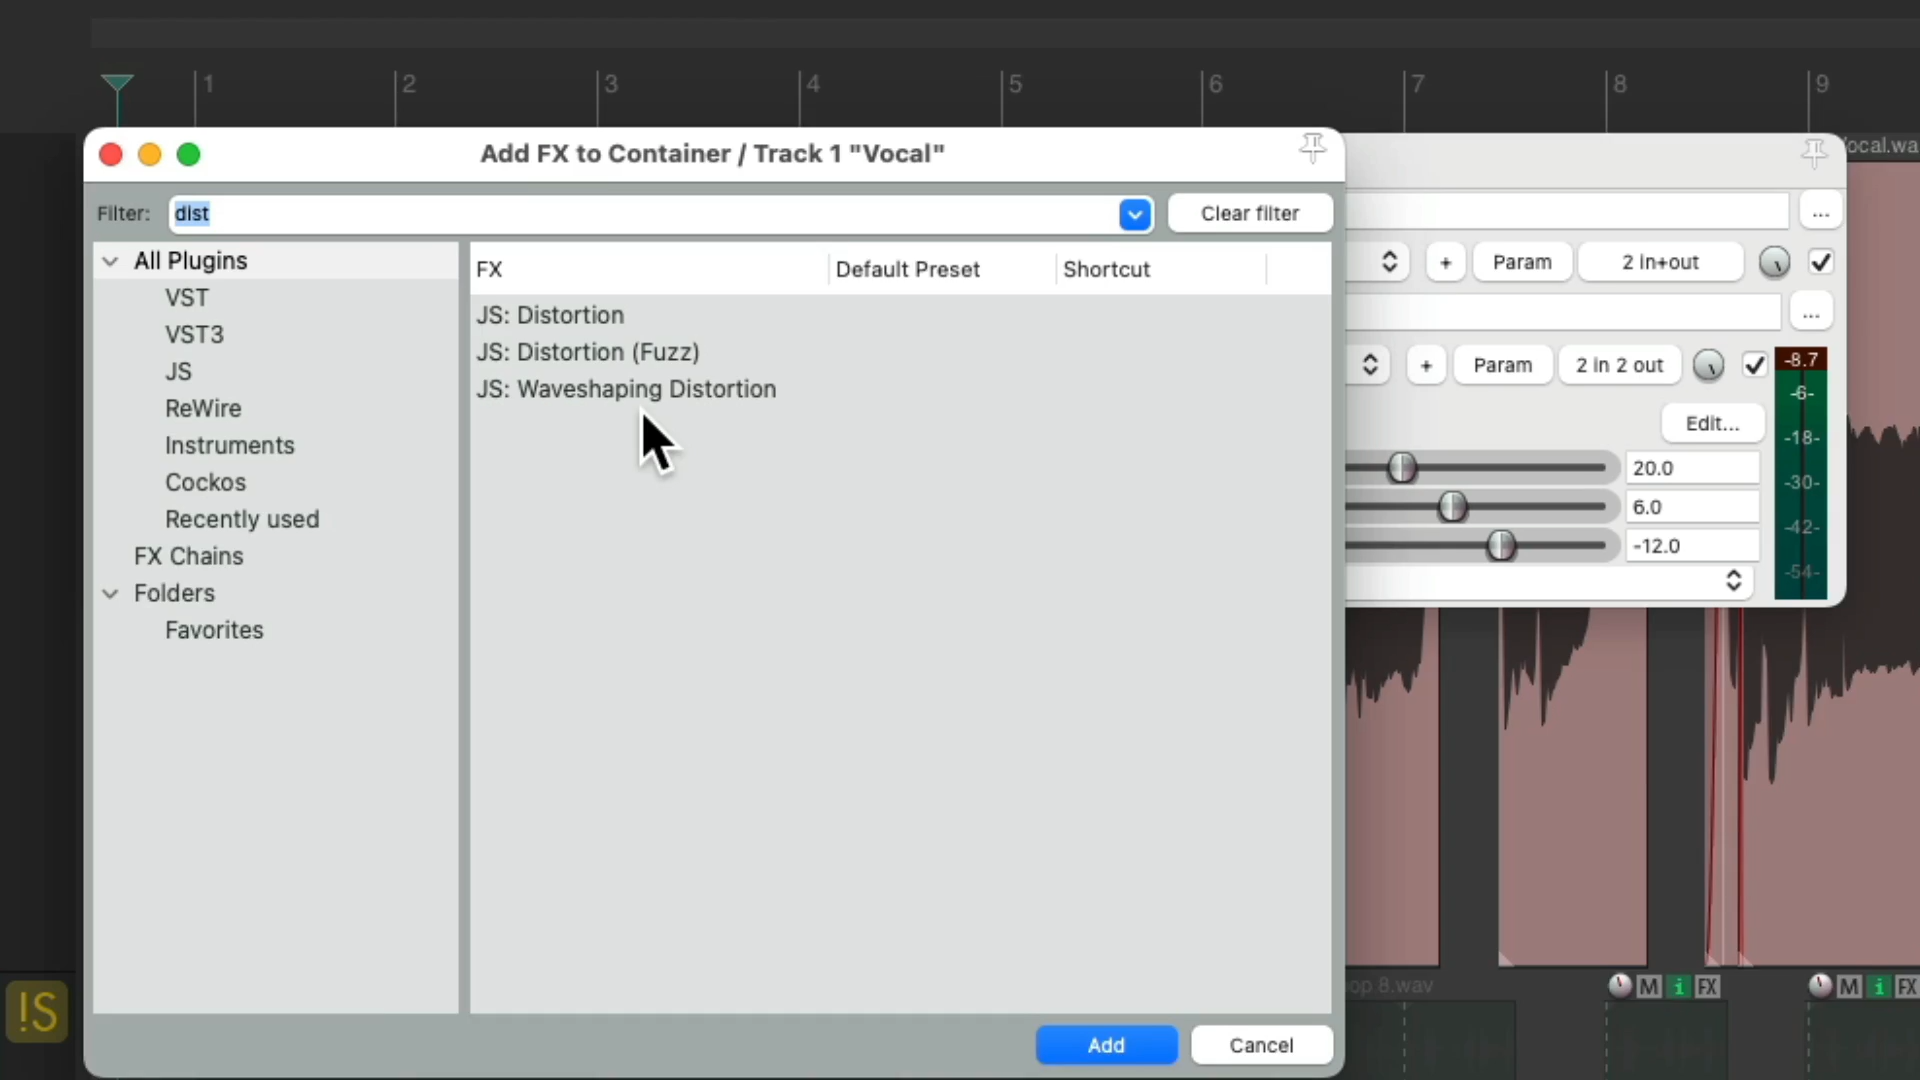 1 2 3 4 5 6 7 8 9
Add FX to Container / Track 1 "Vocal"
ocal.wa
Filter: dist
Clear filter
...
All Plugins
VST
VST3
JS
ReWire
Instruments
Cockos
Recently used
FX Chains
Folders
Favorites
FX Default Preset Shortcut
JS: Distortion
JS: Distortion (Fuzz)
JS: Waveshaping Distortion
+ Param 2 in+out
...
+ Param 2 in 2 out
Edit...
20.0
6.0
-12.0
-8.7
-6-
-18-
-30-
-42-
-54-
op 8.wav
M i FX
M i FX
!S
Add
Cancel